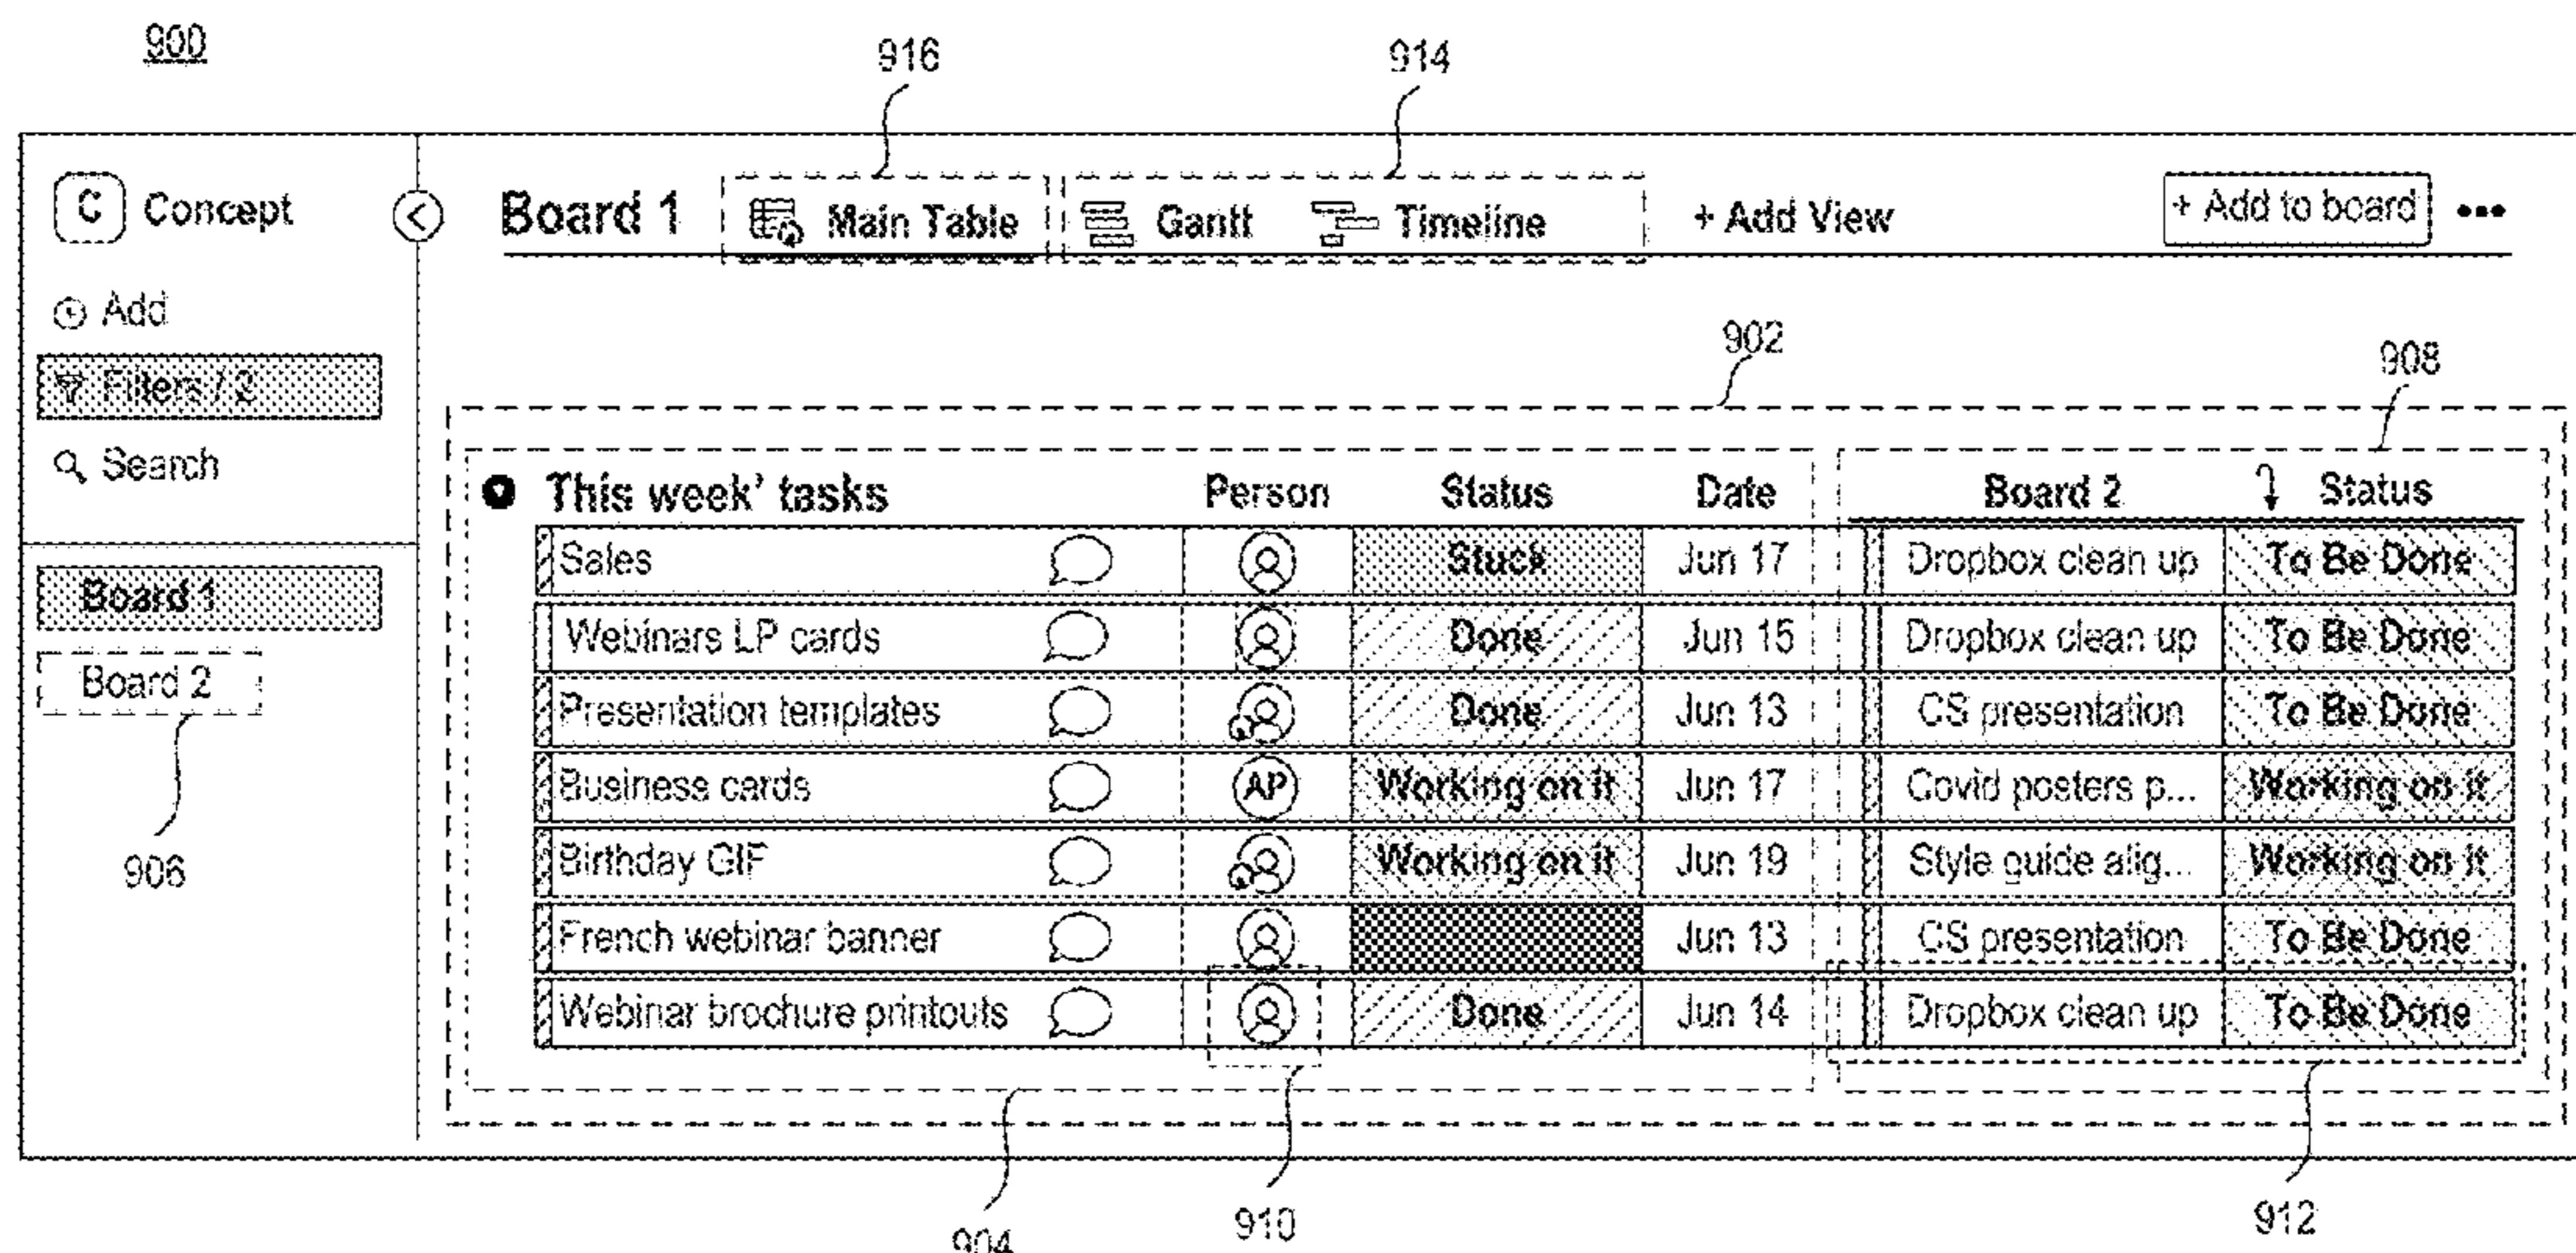 900
916
914
C Concept
Board 1 Main Table Gantt Timeline + Add View + Add to board •••
Add
Filters / 2
Search
902
908
This week' tasks Person Status Date Board 2 Status
Sales Stuck Jun 17 Dropbox clean up To Be Done
Webinars LP cards Done Jun 15 Dropbox clean up To Be Done
Presentation templates Done Jun 13 CS presentation To Be Done
Business cards AP Working on it Jun 17 Covid posters p... Working on it
Birthday GIF Working on it Jun 19 Style guide alig... Working on it
French webinar banner Jun 13 CS presentation To Be Done
Webinar brochure printouts Done Jun 14 Dropbox clean up To Be Done
Board 1
Board 2
906
904
910
912